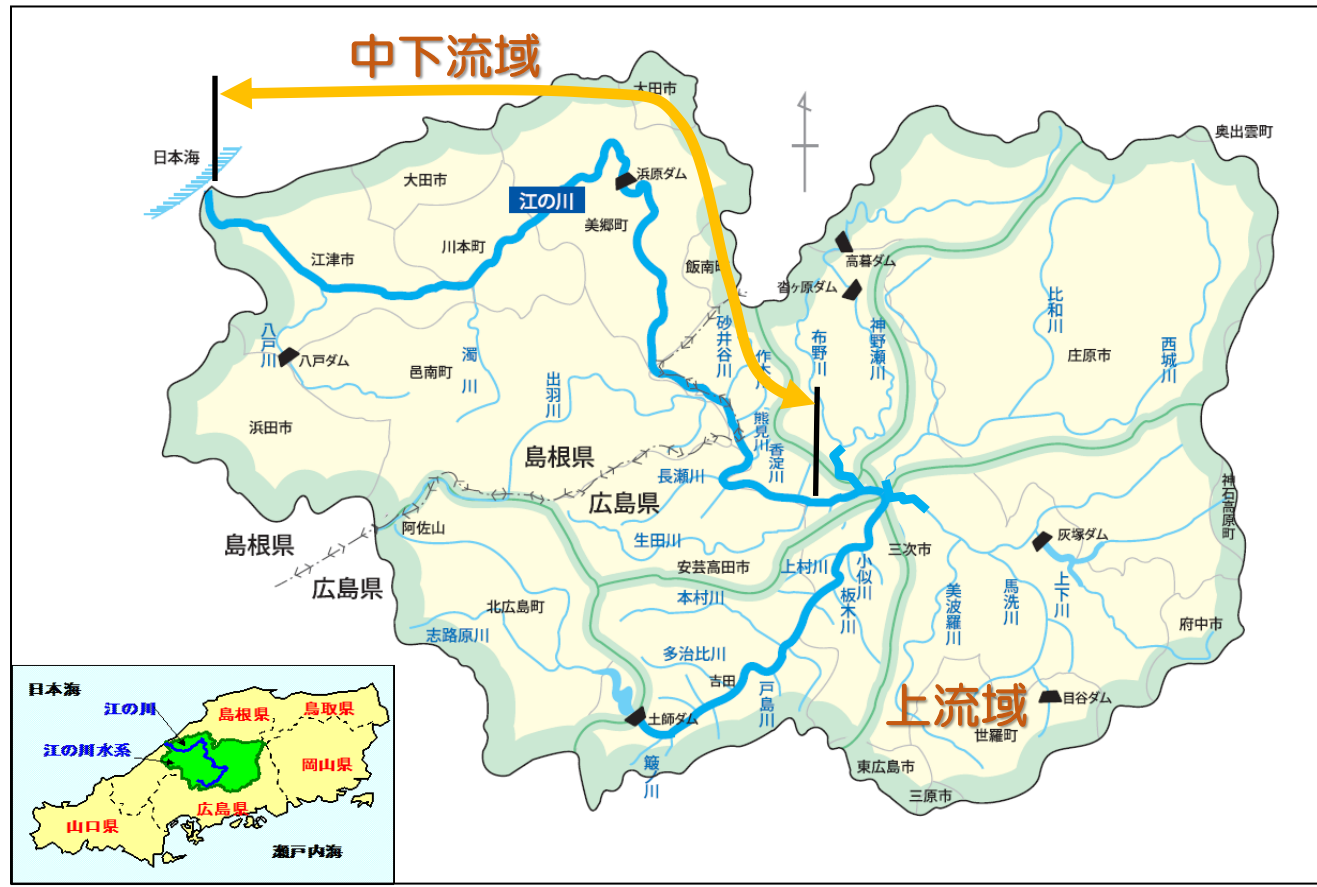 中下流域
大田市
奥出雲町
日本海
大田市
浜原ダム
江の川
美郷町
川本町
江津市
飯南町
高暮ダム
沓ヶ原ダム
八戸川
八戸ダム
濁川
邑南町
出羽川
砂井谷川
作木川
布野川
神野瀬川
比和川
庄原市
西城川
浜田市
熊見川
香淀川
島根県
広島県
長瀬川
神石高原町
阿佐山
島根県
広島県
生田川
安芸高田市
上村川
小似川
板木川
三次市
灰塚ダム
美波羅川
馬洗川
上下川
府中市
北広島町
本村川
志路原川
多治比川
吉田
戸島川
土師ダム
簸ノ川
上流域
目谷ダム
世羅町
東広島市
三原市
日本海
江の川
島根県
鳥取県
江の川水系
岡山県
広島県
山口県
瀬戸内海